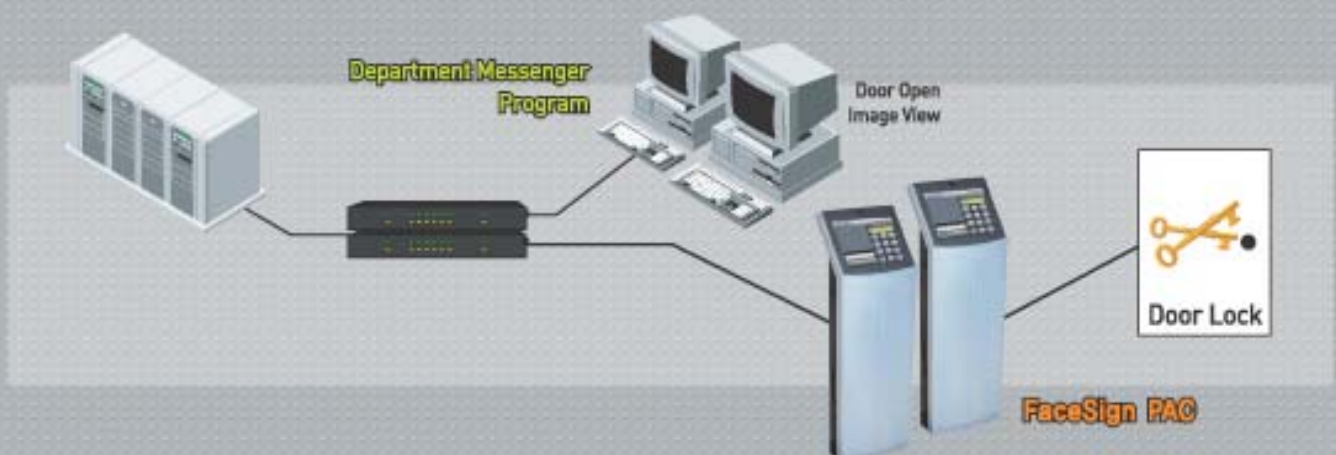 Department Messenger
Program
Door Open
Image View
Door Lock
FaceSign PAC